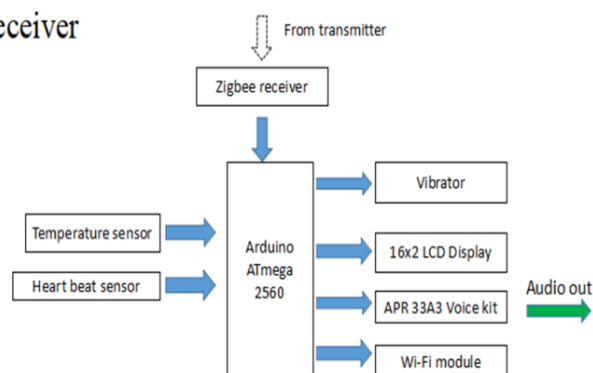 eceiver
From transmitter
Zigbee receiver
Vibrator
Temperature sensor
Arduino
ATmega
2560
16x2 LCD Display
Heart beat sensor
APR 33A3 Voice kit
Audio out
Wi-Fi module